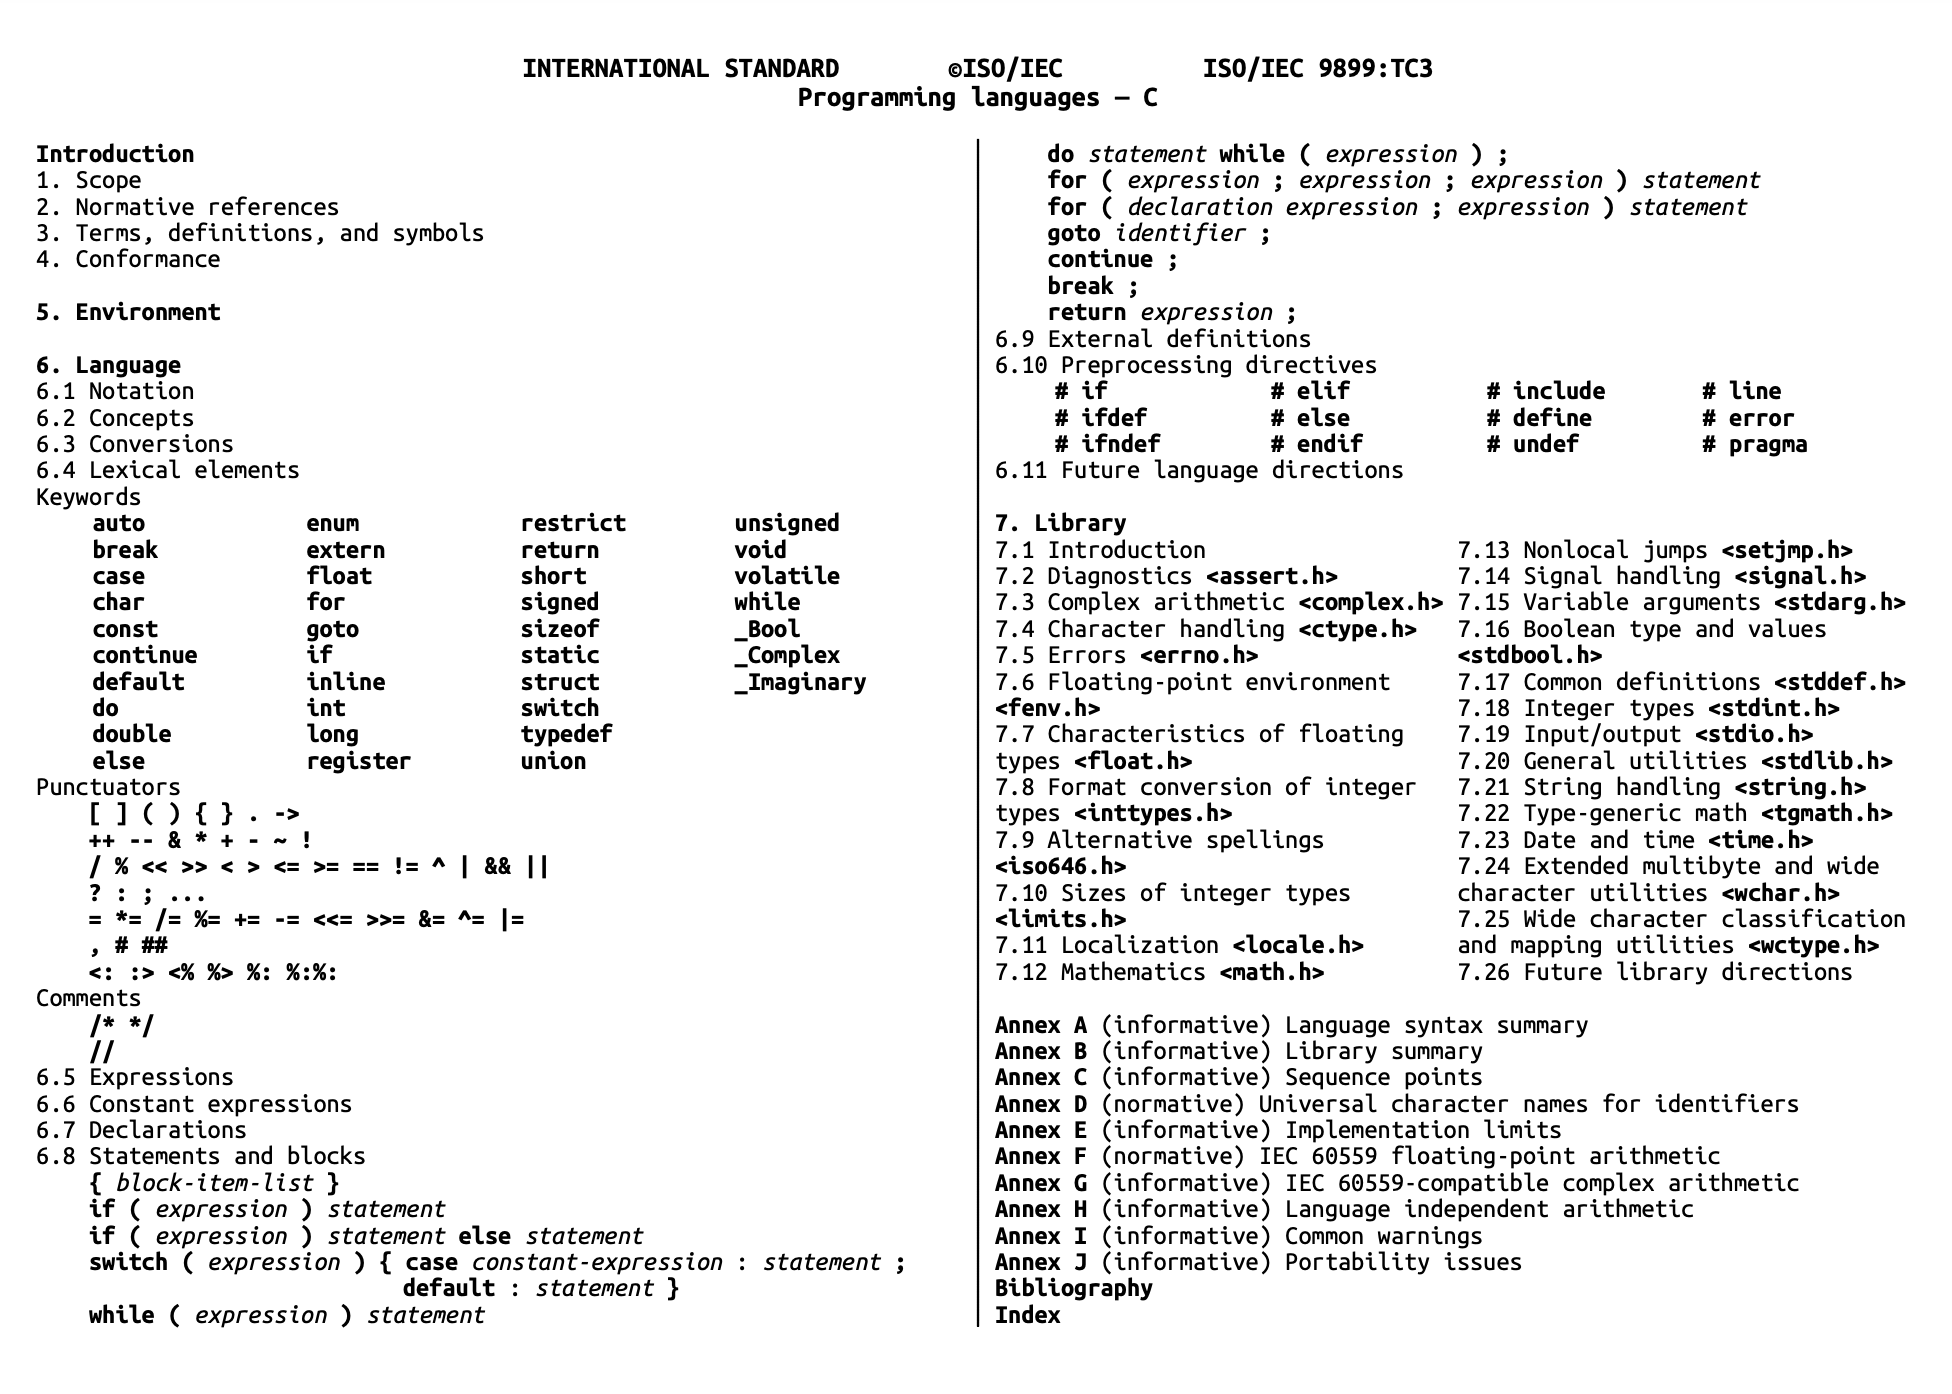 INTERNATIONAL STANDARD ©ISO/IEC ISO/IEC 9899:TC3
Programming languages — C
Introduction
1. Scope
2. Normative references
3. Terms, definitions, and symbols
4. Conformance
5. Environment
6. Language
6.1 Notation
6.2 Concepts
6.3 Conversions
6.4 Lexical elements
Keywords
auto enum restrict unsigned
break extern return void
case float short volatile
char for signed while
const goto sizeof _Bool
continue if static _Complex
default inline struct _Imaginary
do int switch
double long typedef
else register union
Punctuators
[ ] ( ) { } . ->
++ -- & * + - ~ !
/ % << >> < > <= >= == != ^ | && ||
? : ; ...
= *= /= %= += -= <<= >>= &= ^= |=
, # ##
<: :> <% %> %: %:%:
Comments
/* */
//
6.5 Expressions
6.6 Constant expressions
6.7 Declarations
6.8 Statements and blocks
{ block-item-list }
if ( expression ) statement
if ( expression ) statement else statement
switch ( expression ) { case constant-expression : statement ;
default : statement }
while ( expression ) statement
do statement while ( expression ) ;
for ( expression ; expression ; expression ) statement
for ( declaration expression ; expression ) statement
goto identifier ;
continue ;
break ;
return expression ;
6.9 External definitions
6.10 Preprocessing directives
# if # elif # include # line
# ifdef # else # define # error
# ifndef # endif # undef # pragma
6.11 Future language directions
7. Library
7.1 Introduction
7.2 Diagnostics <assert.h>
7.3 Complex arithmetic <complex.h>
7.4 Character handling <ctype.h>
7.5 Errors <errno.h>
7.6 Floating-point environment
<fenv.h>
7.7 Characteristics of floating
types <float.h>
7.8 Format conversion of integer
types <inttypes.h>
7.9 Alternative spellings
<iso646.h>
7.10 Sizes of integer types
<limits.h>
7.11 Localization <locale.h>
7.12 Mathematics <math.h>
7.13 Nonlocal jumps <setjmp.h>
7.14 Signal handling <signal.h>
7.15 Variable arguments <stdarg.h>
7.16 Boolean type and values
<stdbool.h>
7.17 Common definitions <stddef.h>
7.18 Integer types <stdint.h>
7.19 Input/output <stdio.h>
7.20 General utilities <stdlib.h>
7.21 String handling <string.h>
7.22 Type-generic math <tgmath.h>
7.23 Date and time <time.h>
7.24 Extended multibyte and wide
character utilities <wchar.h>
7.25 Wide character classification
and mapping utilities <wctype.h>
7.26 Future library directions
Annex A (informative) Language syntax summary
Annex B (informative) Library summary
Annex C (informative) Sequence points
Annex D (normative) Universal character names for identifiers
Annex E (informative) Implementation limits
Annex F (normative) IEC 60559 floating-point arithmetic
Annex G (informative) IEC 60559-compatible complex arithmetic
Annex H (informative) Language independent arithmetic
Annex I (informative) Common warnings
Annex J (informative) Portability issues
Bibliography
Index